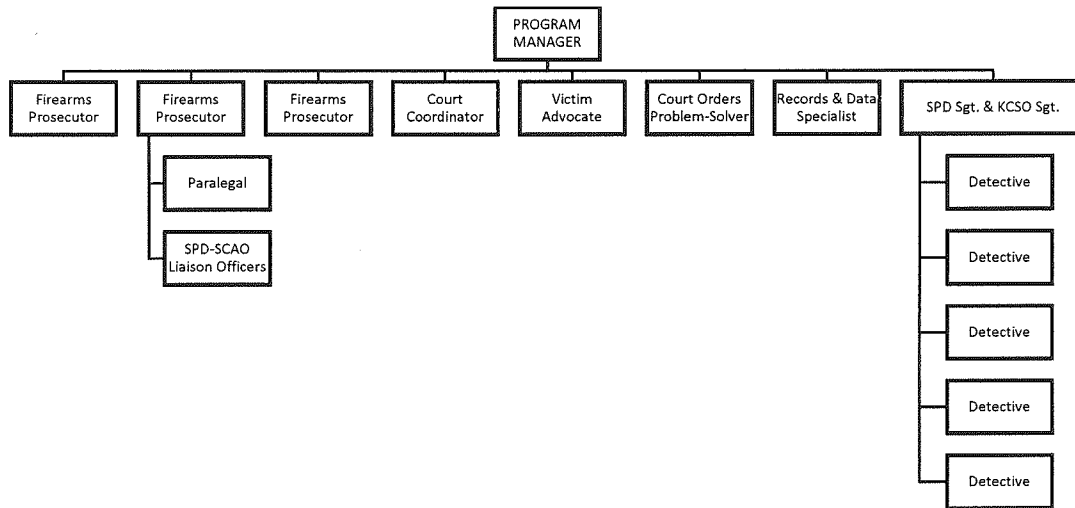 PROGRAM
MANAGER
Firearms
Prosecutor
Firearms
Prosecutor
Firearms
Prosecutor
Court
Coordinator
Victim
Advocate
Court Orders
Problem-Solver
Records & Data
Specialist
SPD Sgt. & KCSO Sgt.
Paralegal
SPD-SCAO
Liaison Officers
Detective
Detective
Detective
Detective
Detective